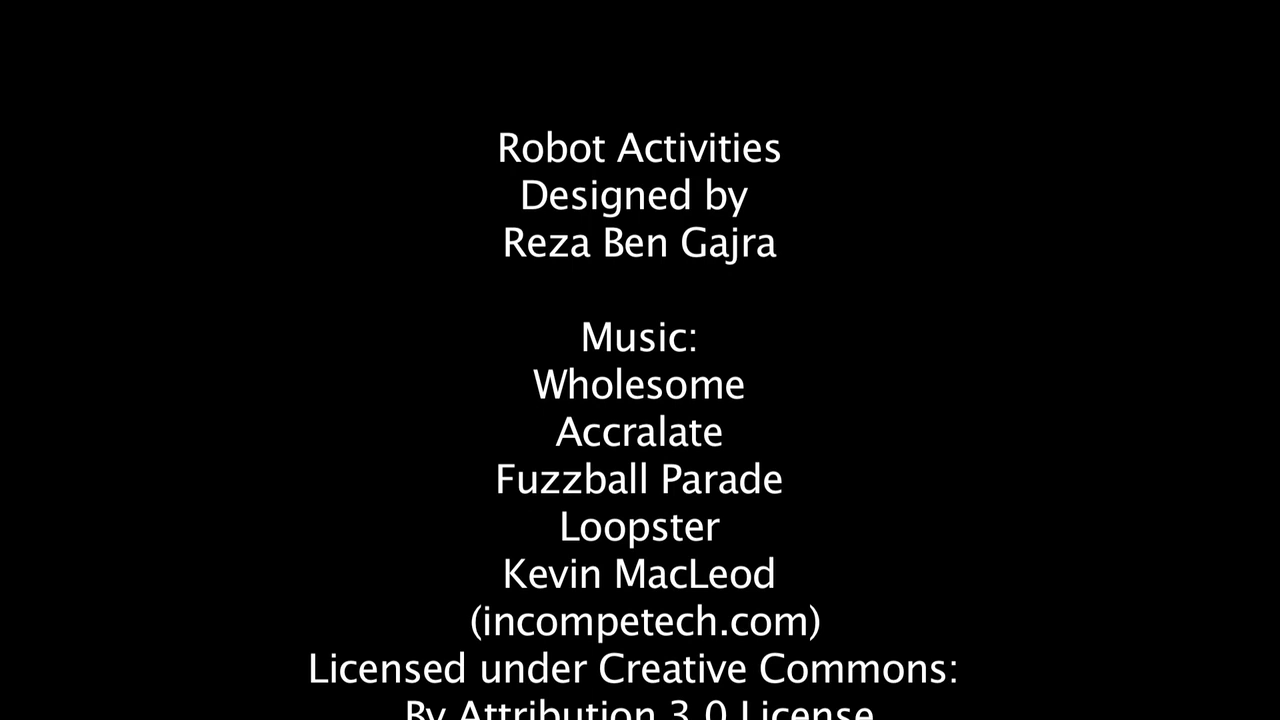 Robot Activities
Designed by
Reza Ben Gajra
Music:
Wholesome
Accralate
Fuzzball Parade
Loopster
Kevin MacLeod
(incompetech.com)
Licensed under Creative Commons:
By Attribution 3.0 License